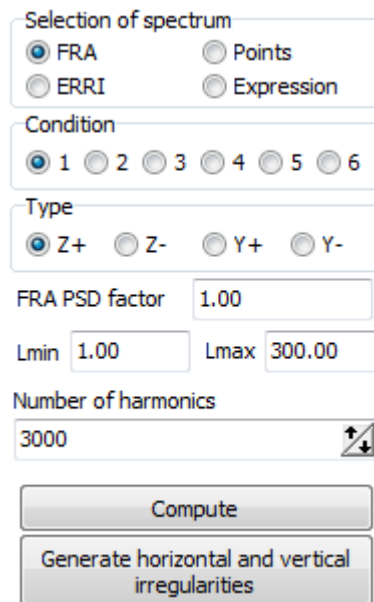 Selection of spectrum
FRA Points
ERRI Expression
Condition
1 2 3 4 5 6
Type
Z+ Z- Y+ Y-
FRA PSD factor 1.00
Lmin 1.00 Lmax 300.00
Number of harmonics
3000
Compute
Generate horizontal and vertical
irregularities